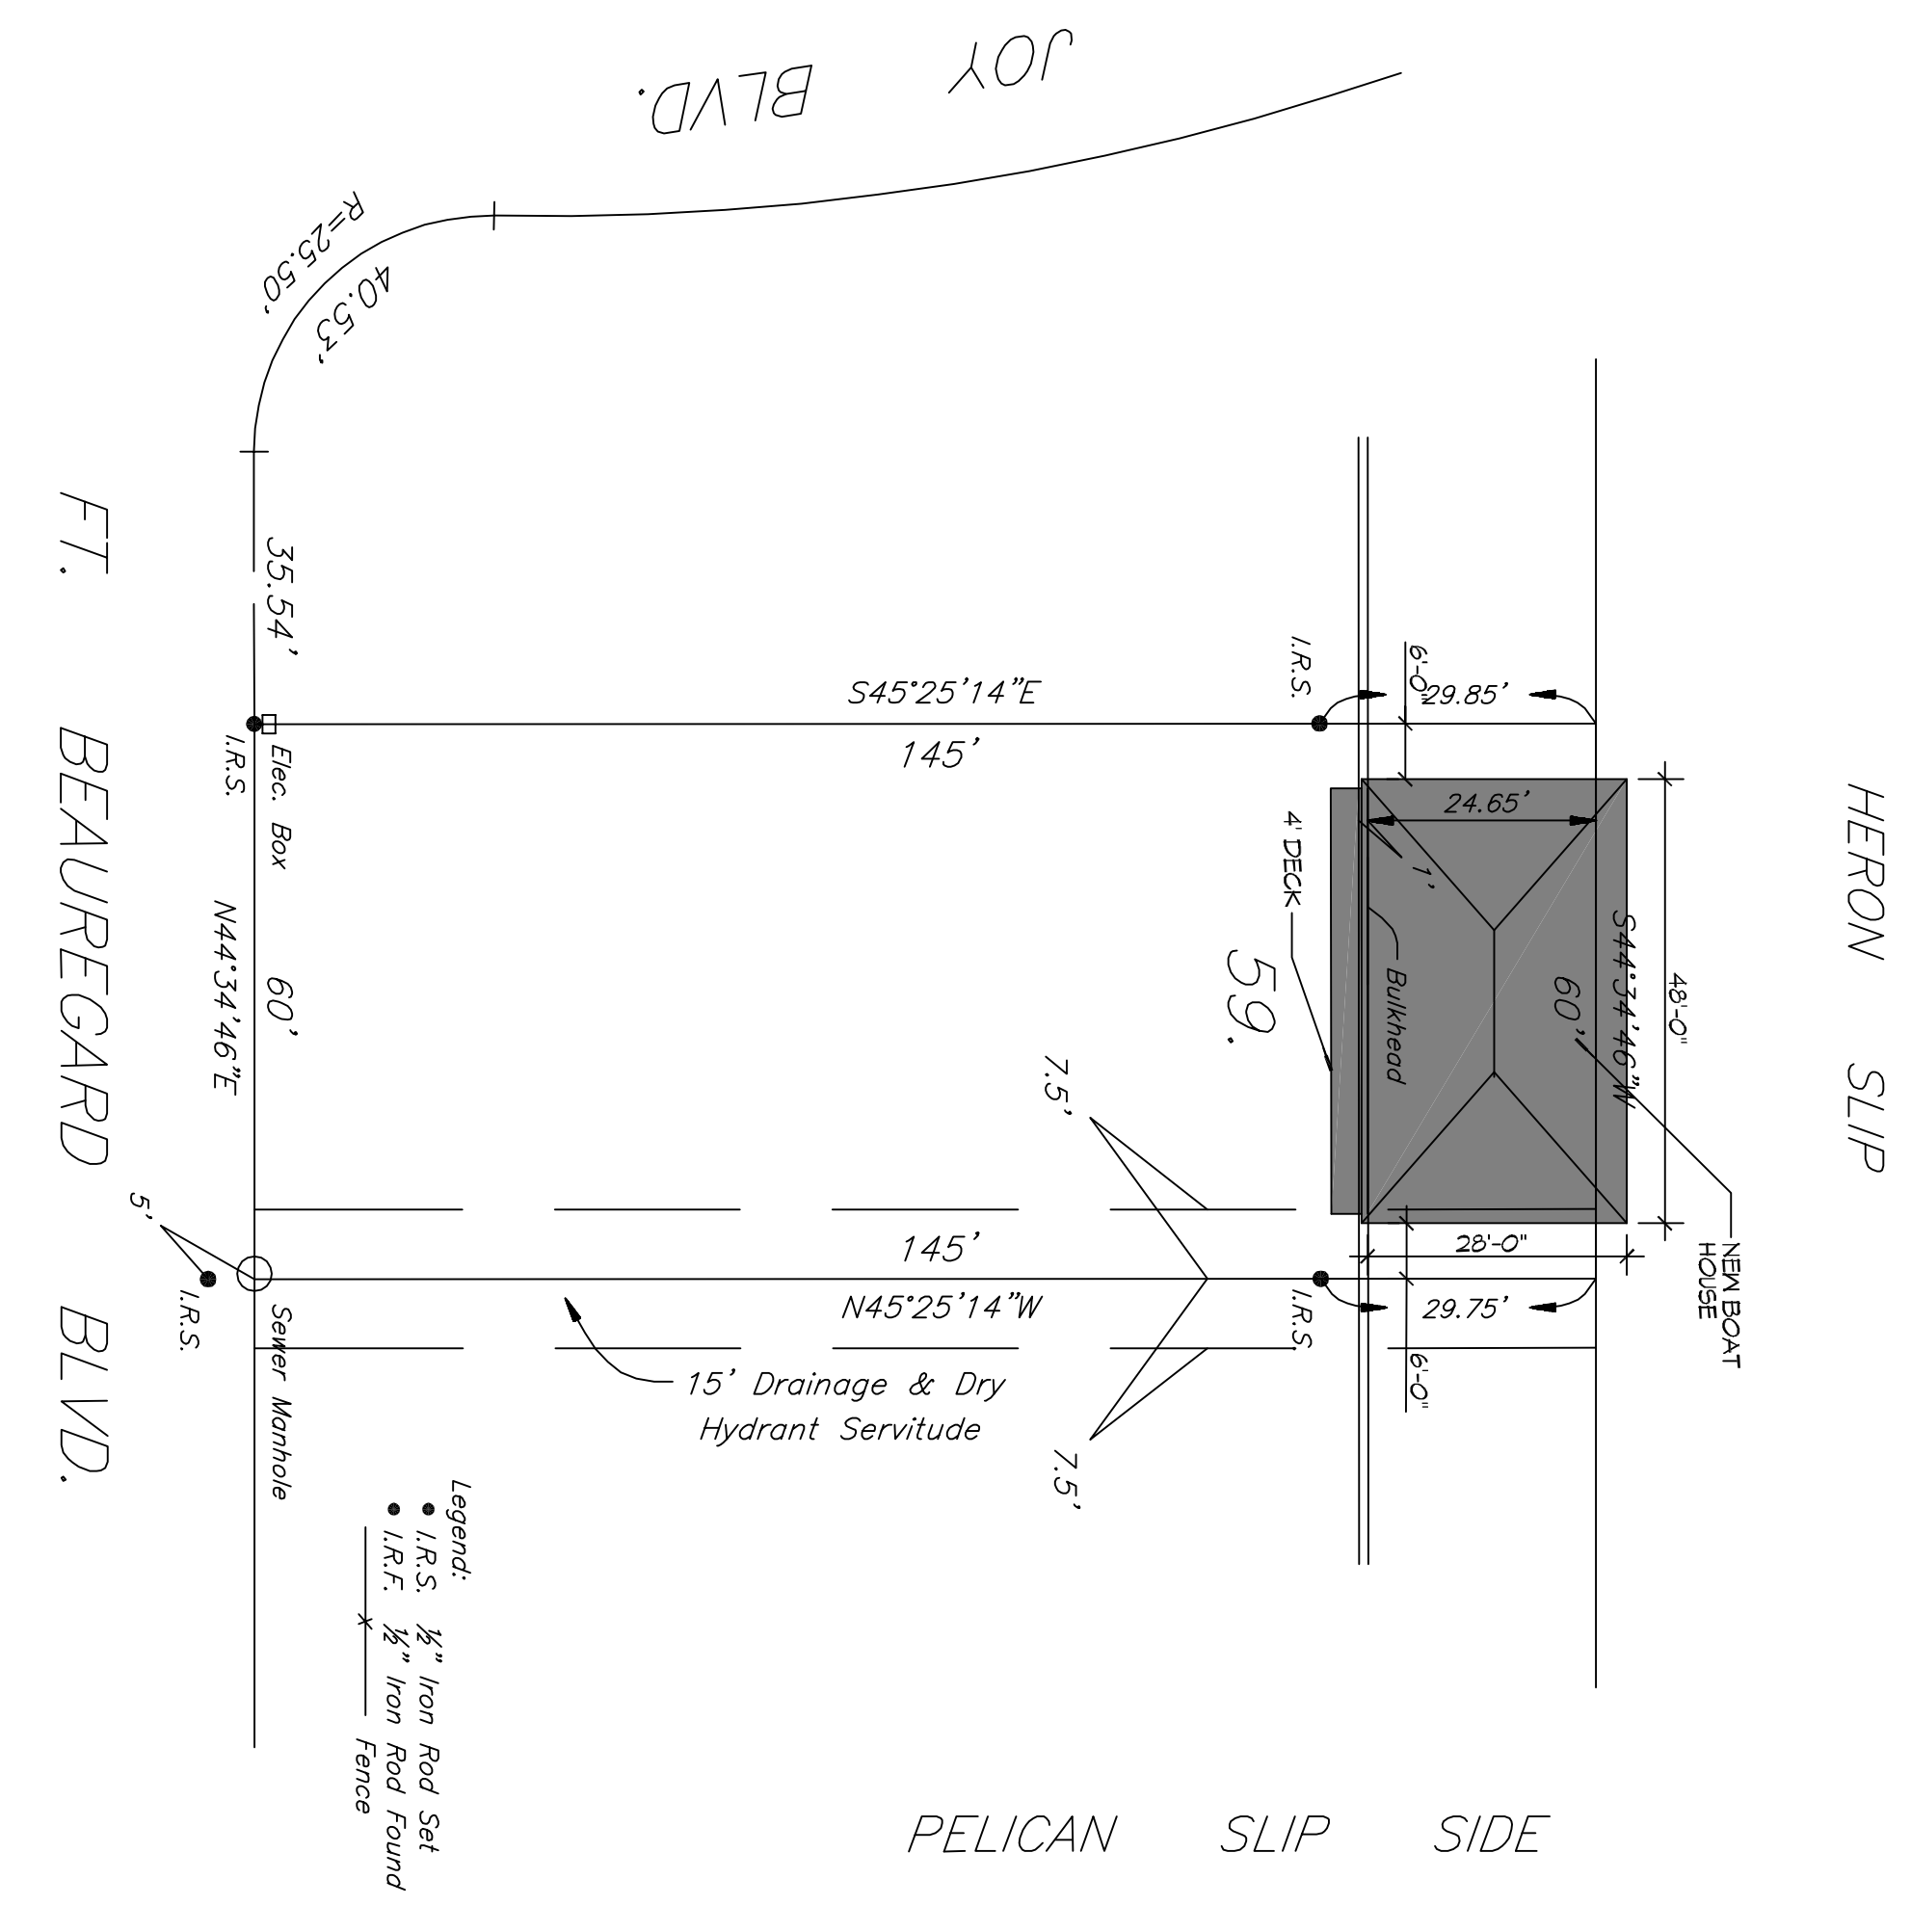 JOY BLVD.
R=25.50'
40.53'
FT. BEAUREGARD BLVD.
35.54'
I.R.S.
Elec. Box
N44°34'46"E
60'
S45°25'14"E
145'
I.R.S.
6'-0"
29.85'
24.65'
1'
4' DECK
Bulkhead
59.
60'
S44°34'46"W
48'-0"
HERON SLIP
NEW BOAT
HOUSE
28'-0"
7.5'
145'
N45°25'14"W
I.R.S.
29.75'
6'-0"
5'
I.R.S.
Sewer Manhole
15' Drainage & Dry
Hydrant Servitude
7.5'
Legend:
I.R.S. ½" Iron Rod Set
I.R.F. ½" Iron Rod Found
x Fence
PELICAN SLIP SIDE